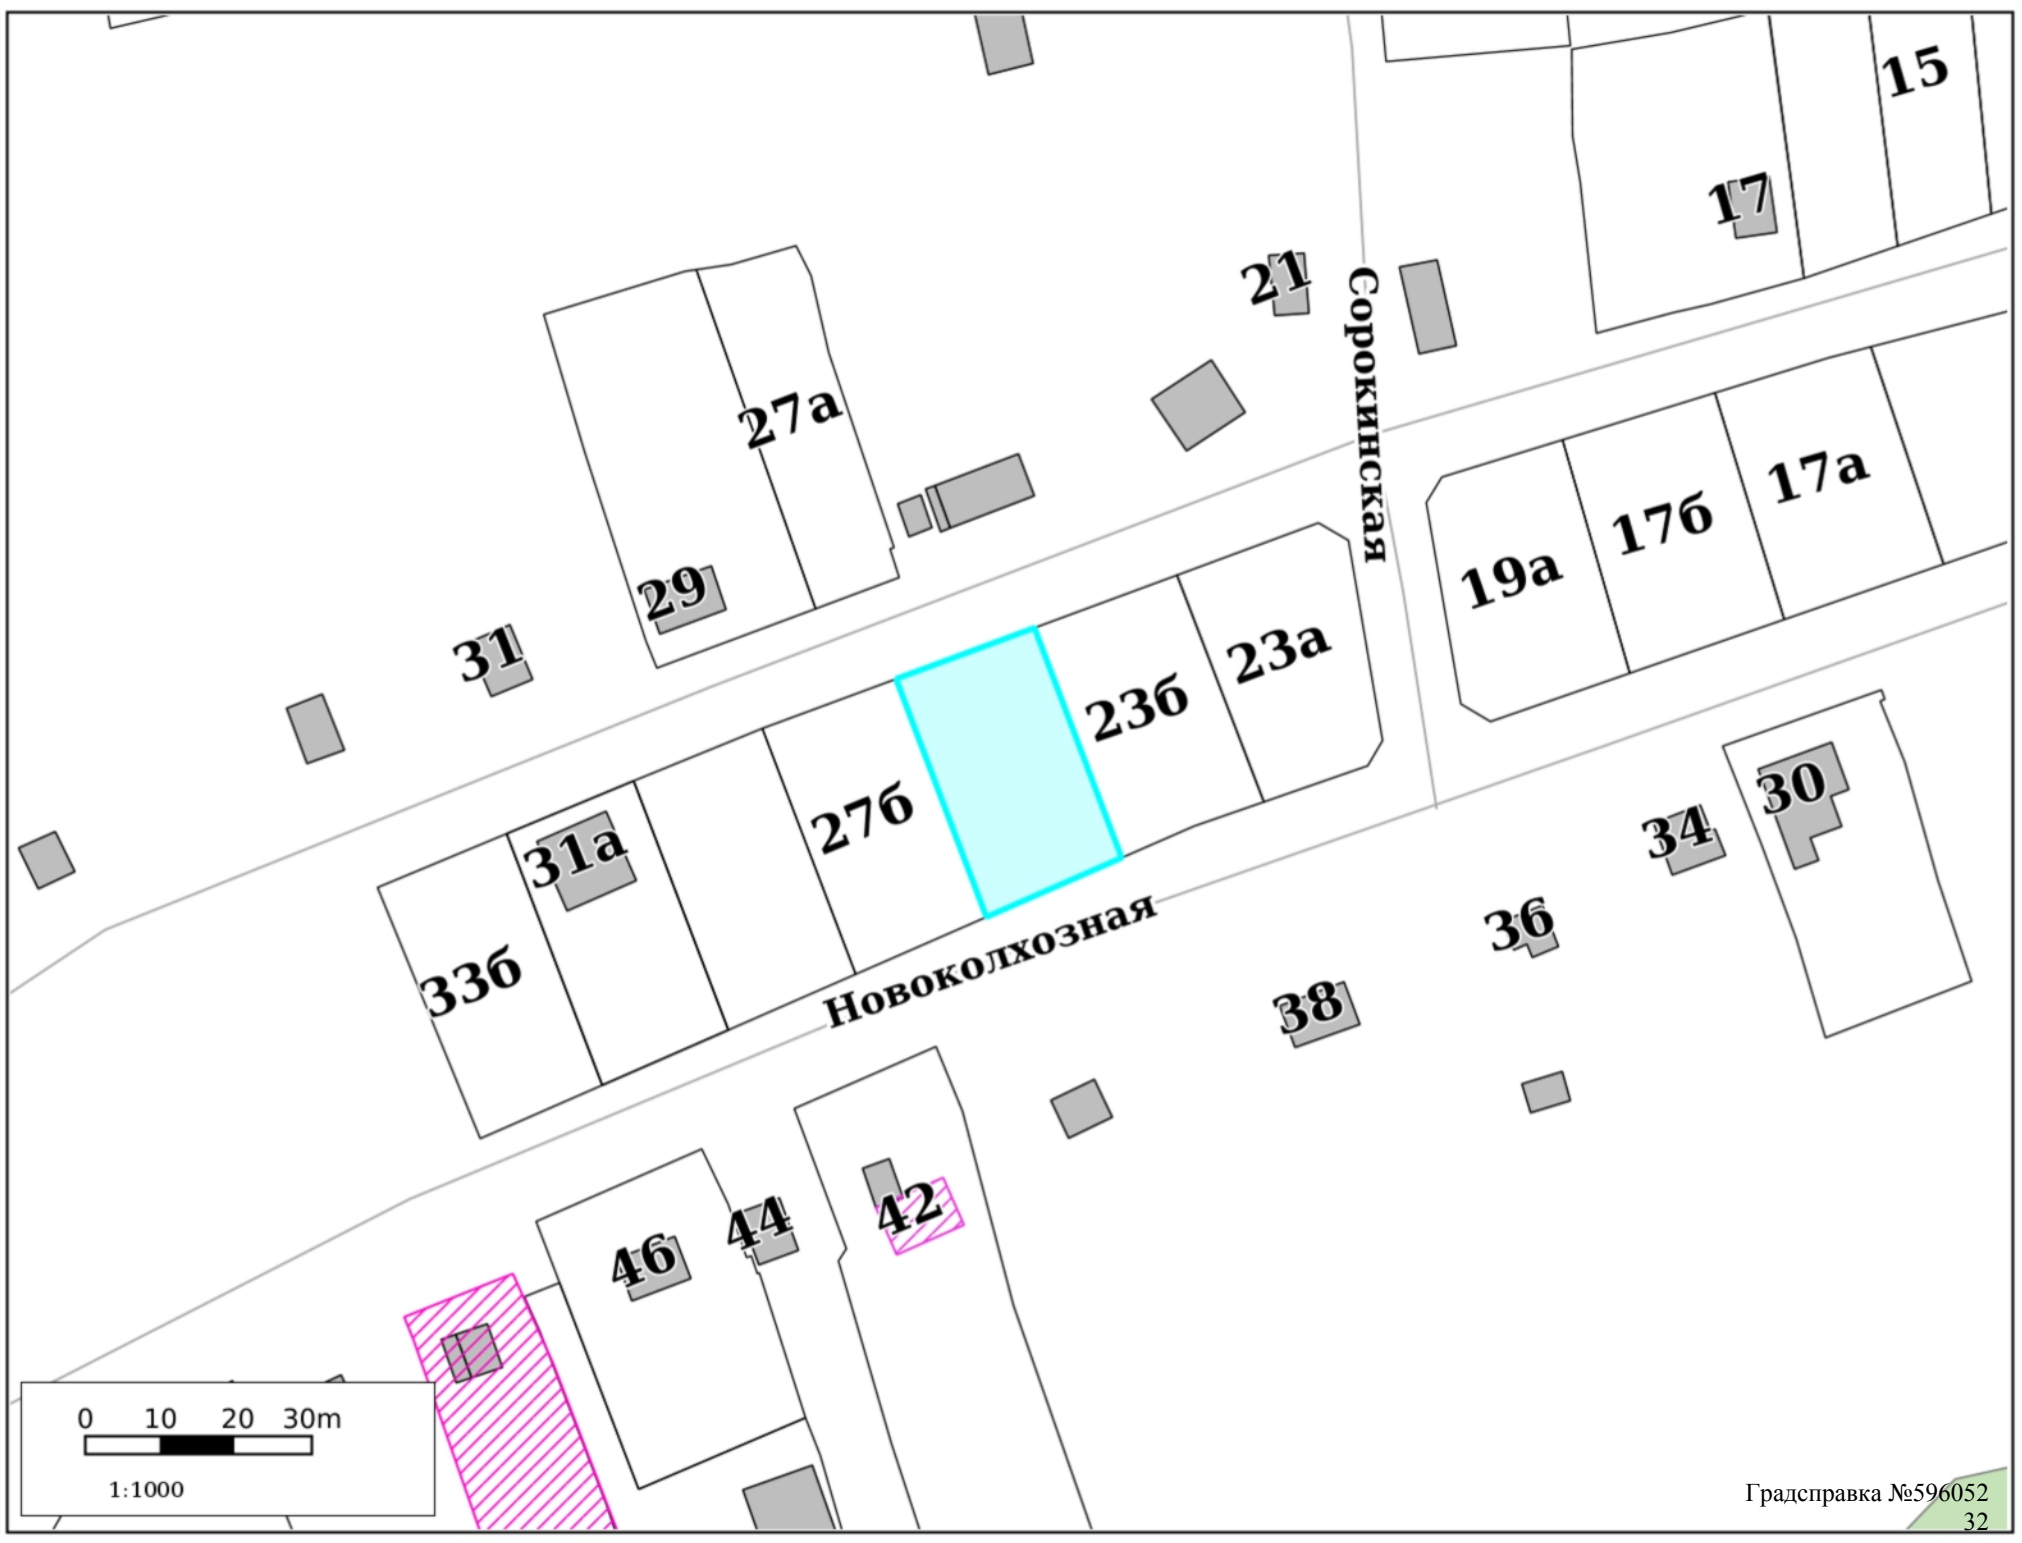 15
17
21
Сорокинская
27а
17а
17б
19а
29
31
23а
23б
27б
30
34
31а
36
33б
Новоколхозная
38
42
44
46
0 10 20 30m
1:1000
Градсправка №596052
32